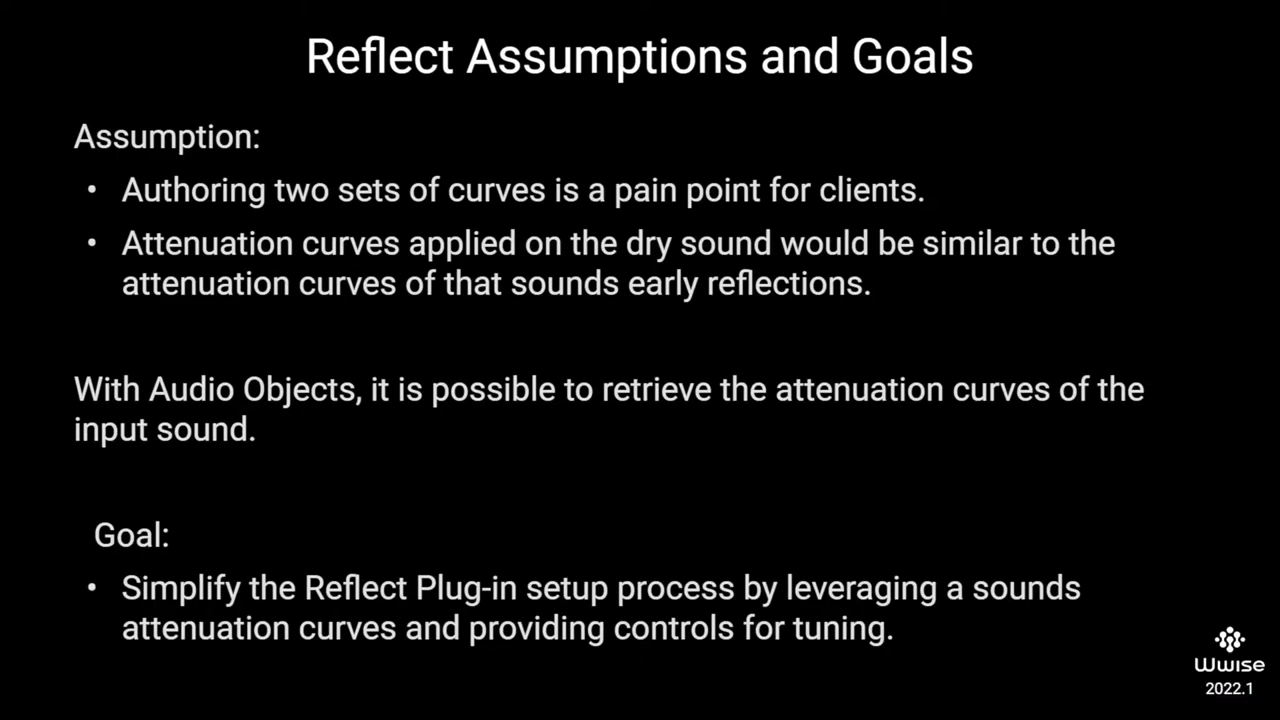 Reflect Assumptions and Goals
Assumption:
• Authoring two sets of curves is a pain point for clients.
• Attenuation curves applied on the dry sound would be similar to the
attenuation curves of that sounds early reflections.
With Audio Objects, it is possible to retrieve the attenuation curves of the
input sound.
Goal:
• Simplify the Reflect Plug-in setup process by leveraging a sounds
attenuation curves and providing controls for tuning.
Wwise
2022.1